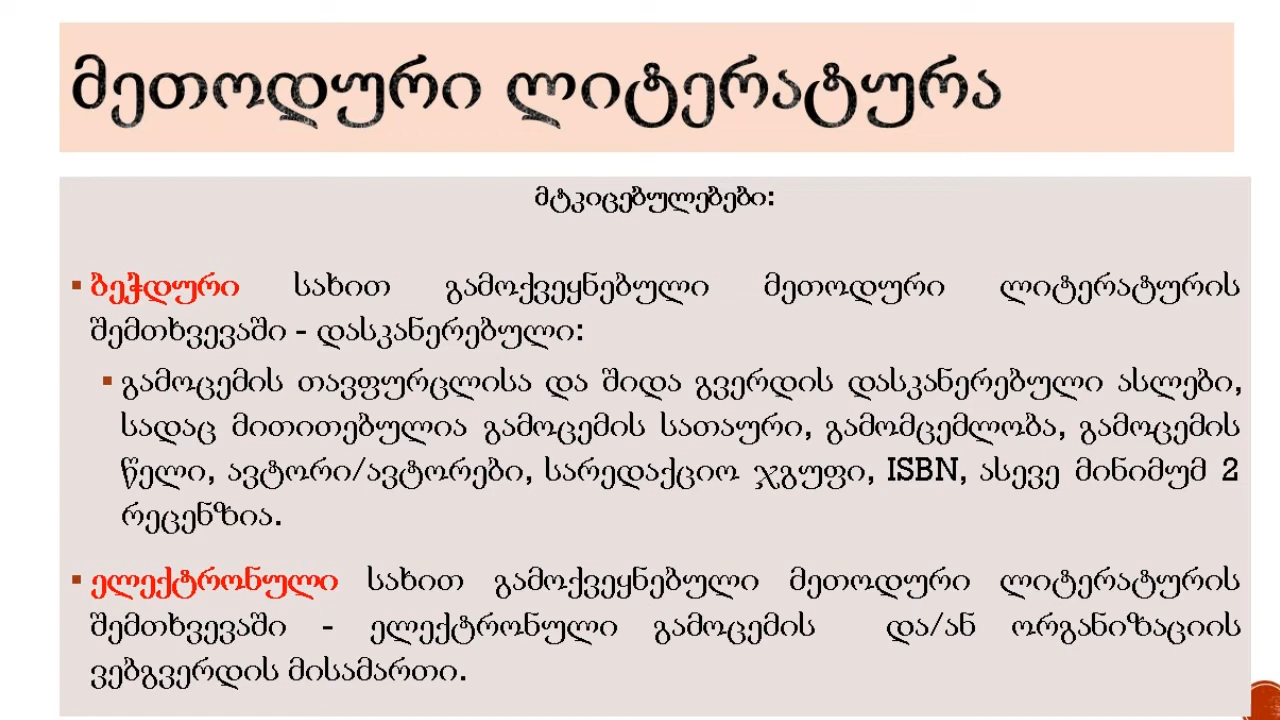 მეთოდური ლიტერატურა
მტკიცებულებები:
ბეჭდური სახით გამოქვეყნებული მეთოდური ლიტერატურის
შემთხვევაში - დასკანერებული:
გამოცემის თავფურცლისა და შიდა გვერდის დასკანერებული ასლები,
სადაც მითითებულია გამოცემის სათაური, გამომცემლობა, გამოცემის
წელი, ავტორი/ავტორები, სარედაქციო ჯგუფი, ISBN, ასევე მინიმუმ 2
რეცენზია.
ელექტრონული სახით გამოქვეყნებული მეთოდური ლიტერატურის
შემთხვევაში - ელექტრონული გამოცემის და/ან ორგანიზაციის
ვებგვერდის მისამართი.